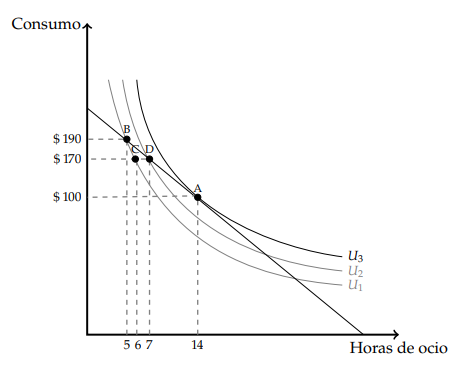 Consumo
B
$ 190
C D
$ 170
A
$ 100
U3
U2
U1
5 6 7 14
Horas de ocio